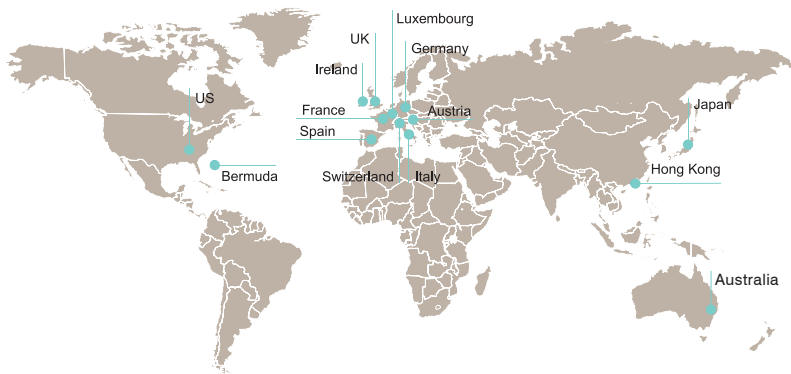 Luxembourg
UK
Germany
Ireland
US
France
Austria
Japan
Spain
Hong Kong
Bermuda
Switzerland
Italy
Australia